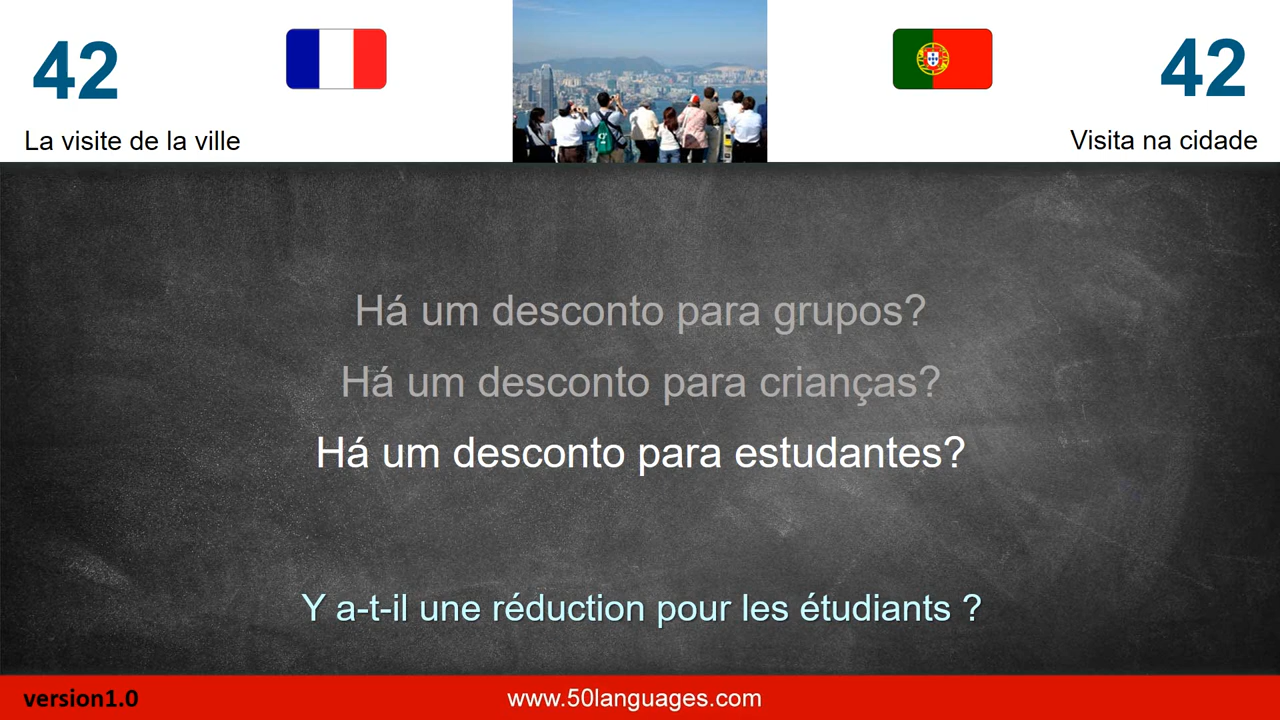 42
42
La visite de la ville
Visita na cidade
Há um desconto para grupos?
Há um desconto para crianças?
Há um desconto para estudantes?
Y a-t-il une réduction pour les étudiants ?
version1.0
www.50languages.com